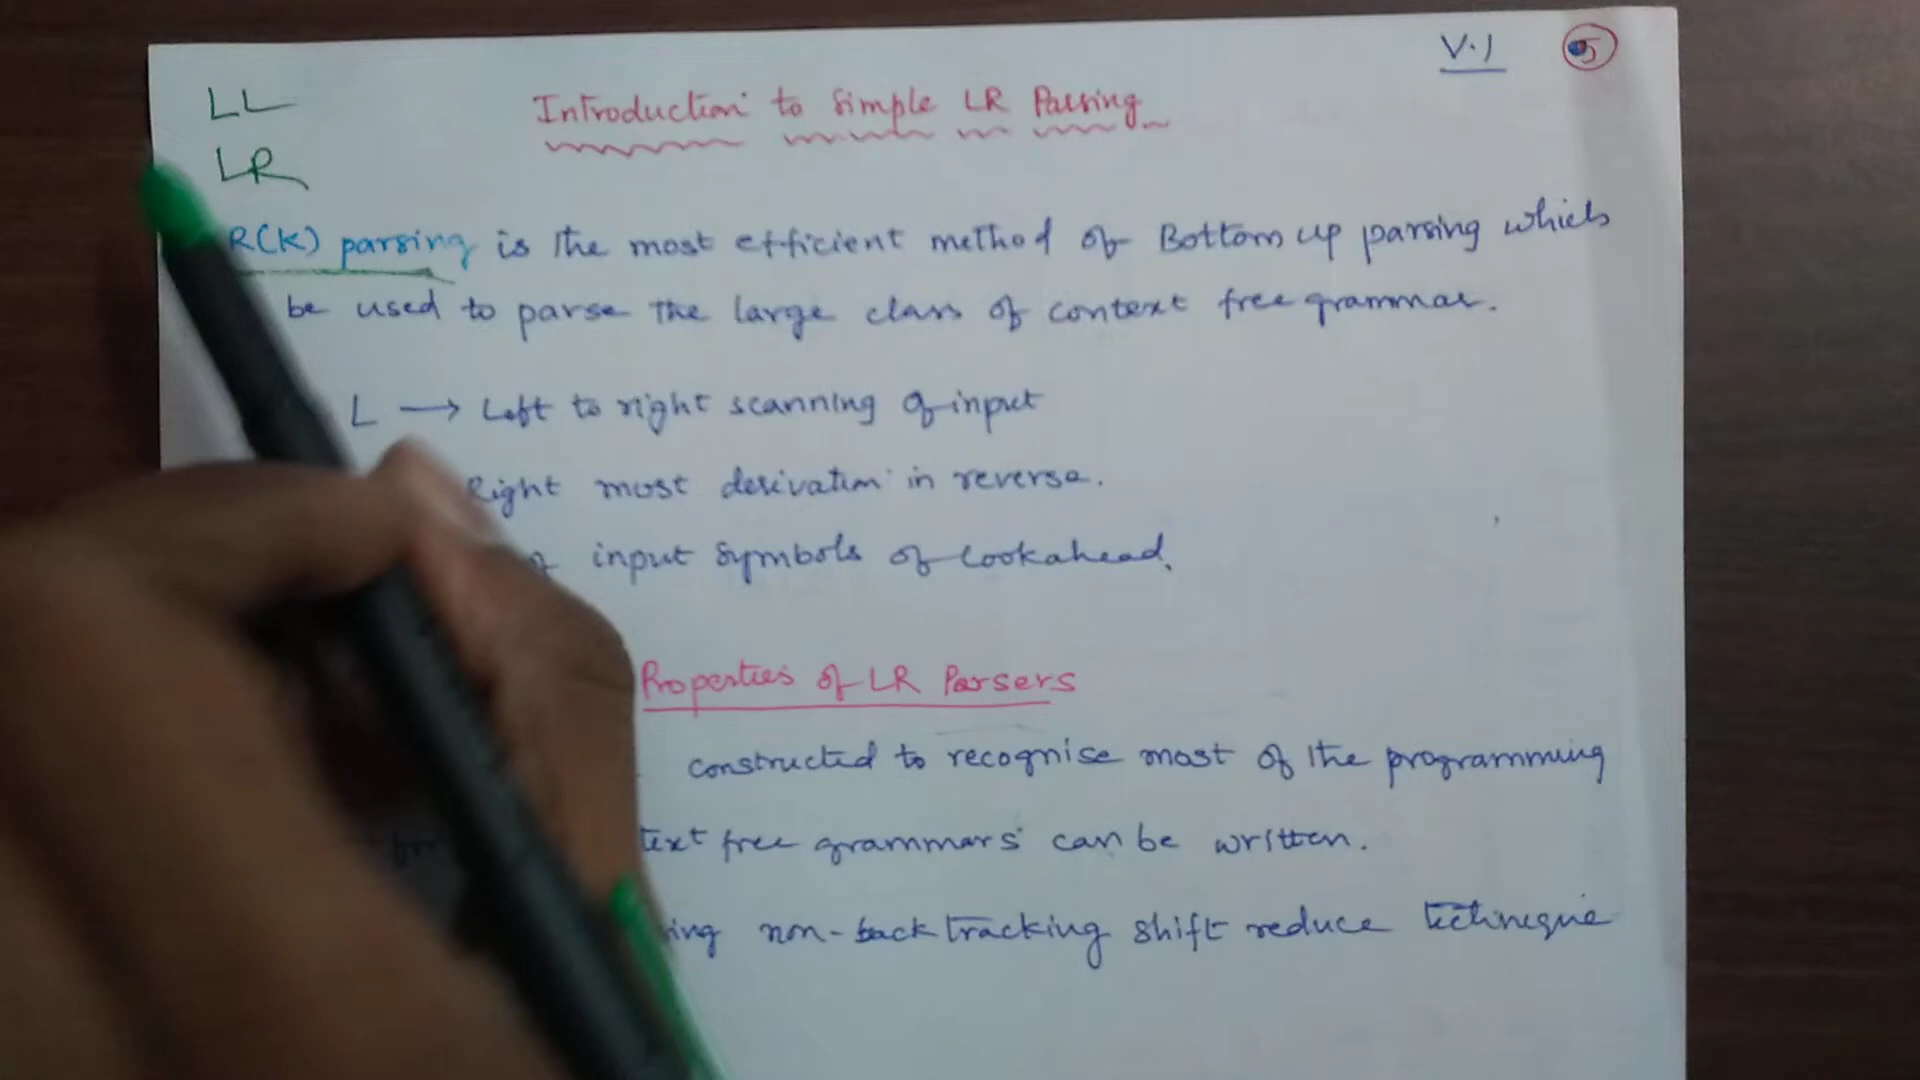 V.1 5
LL
Introduction to Simple LR Parsing
LR
R(K) parsing is the most efficient method of Bottom up parsing which
be used to parse the large class of context free grammar.
L → Left to right scanning of input
Right most derivation in reverse.
input symbols of lookahead.
Properties of LR Parsers
constructed to recognise most of the programming
free grammars can be written.
non-backtracking shift reduce technique